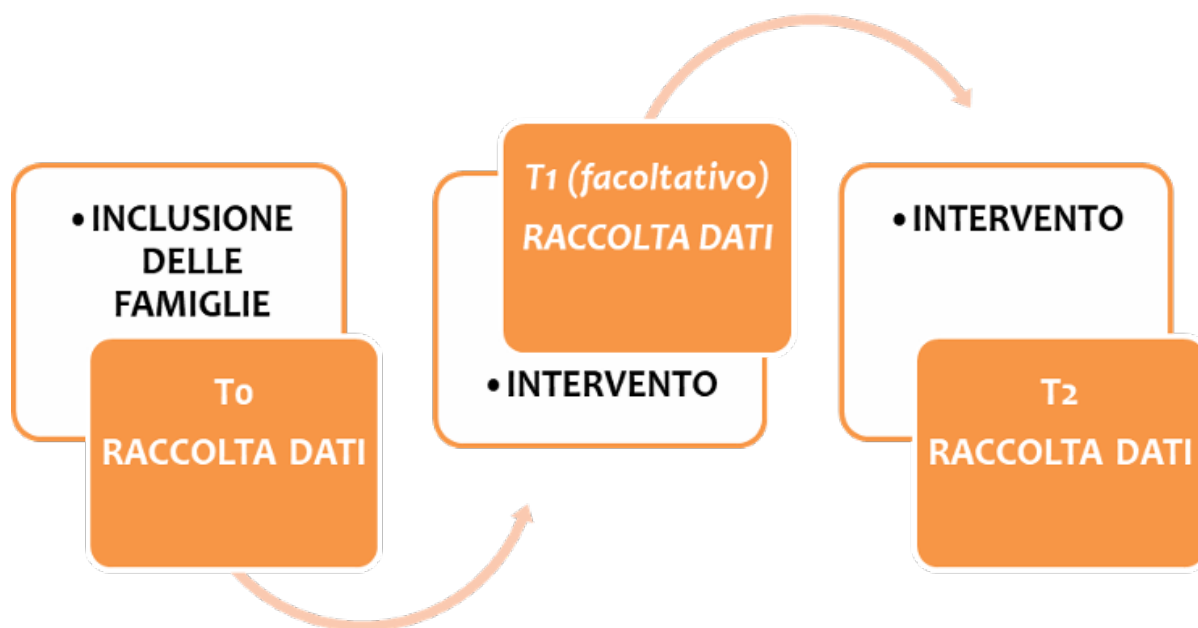 • INCLUSIONE
DELLE
FAMIGLIE
T0
RACCOLTA DATI
T1 (facoltativo)
RACCOLTA DATI
• INTERVENTO
• INTERVENTO
T2
RACCOLTA DATI